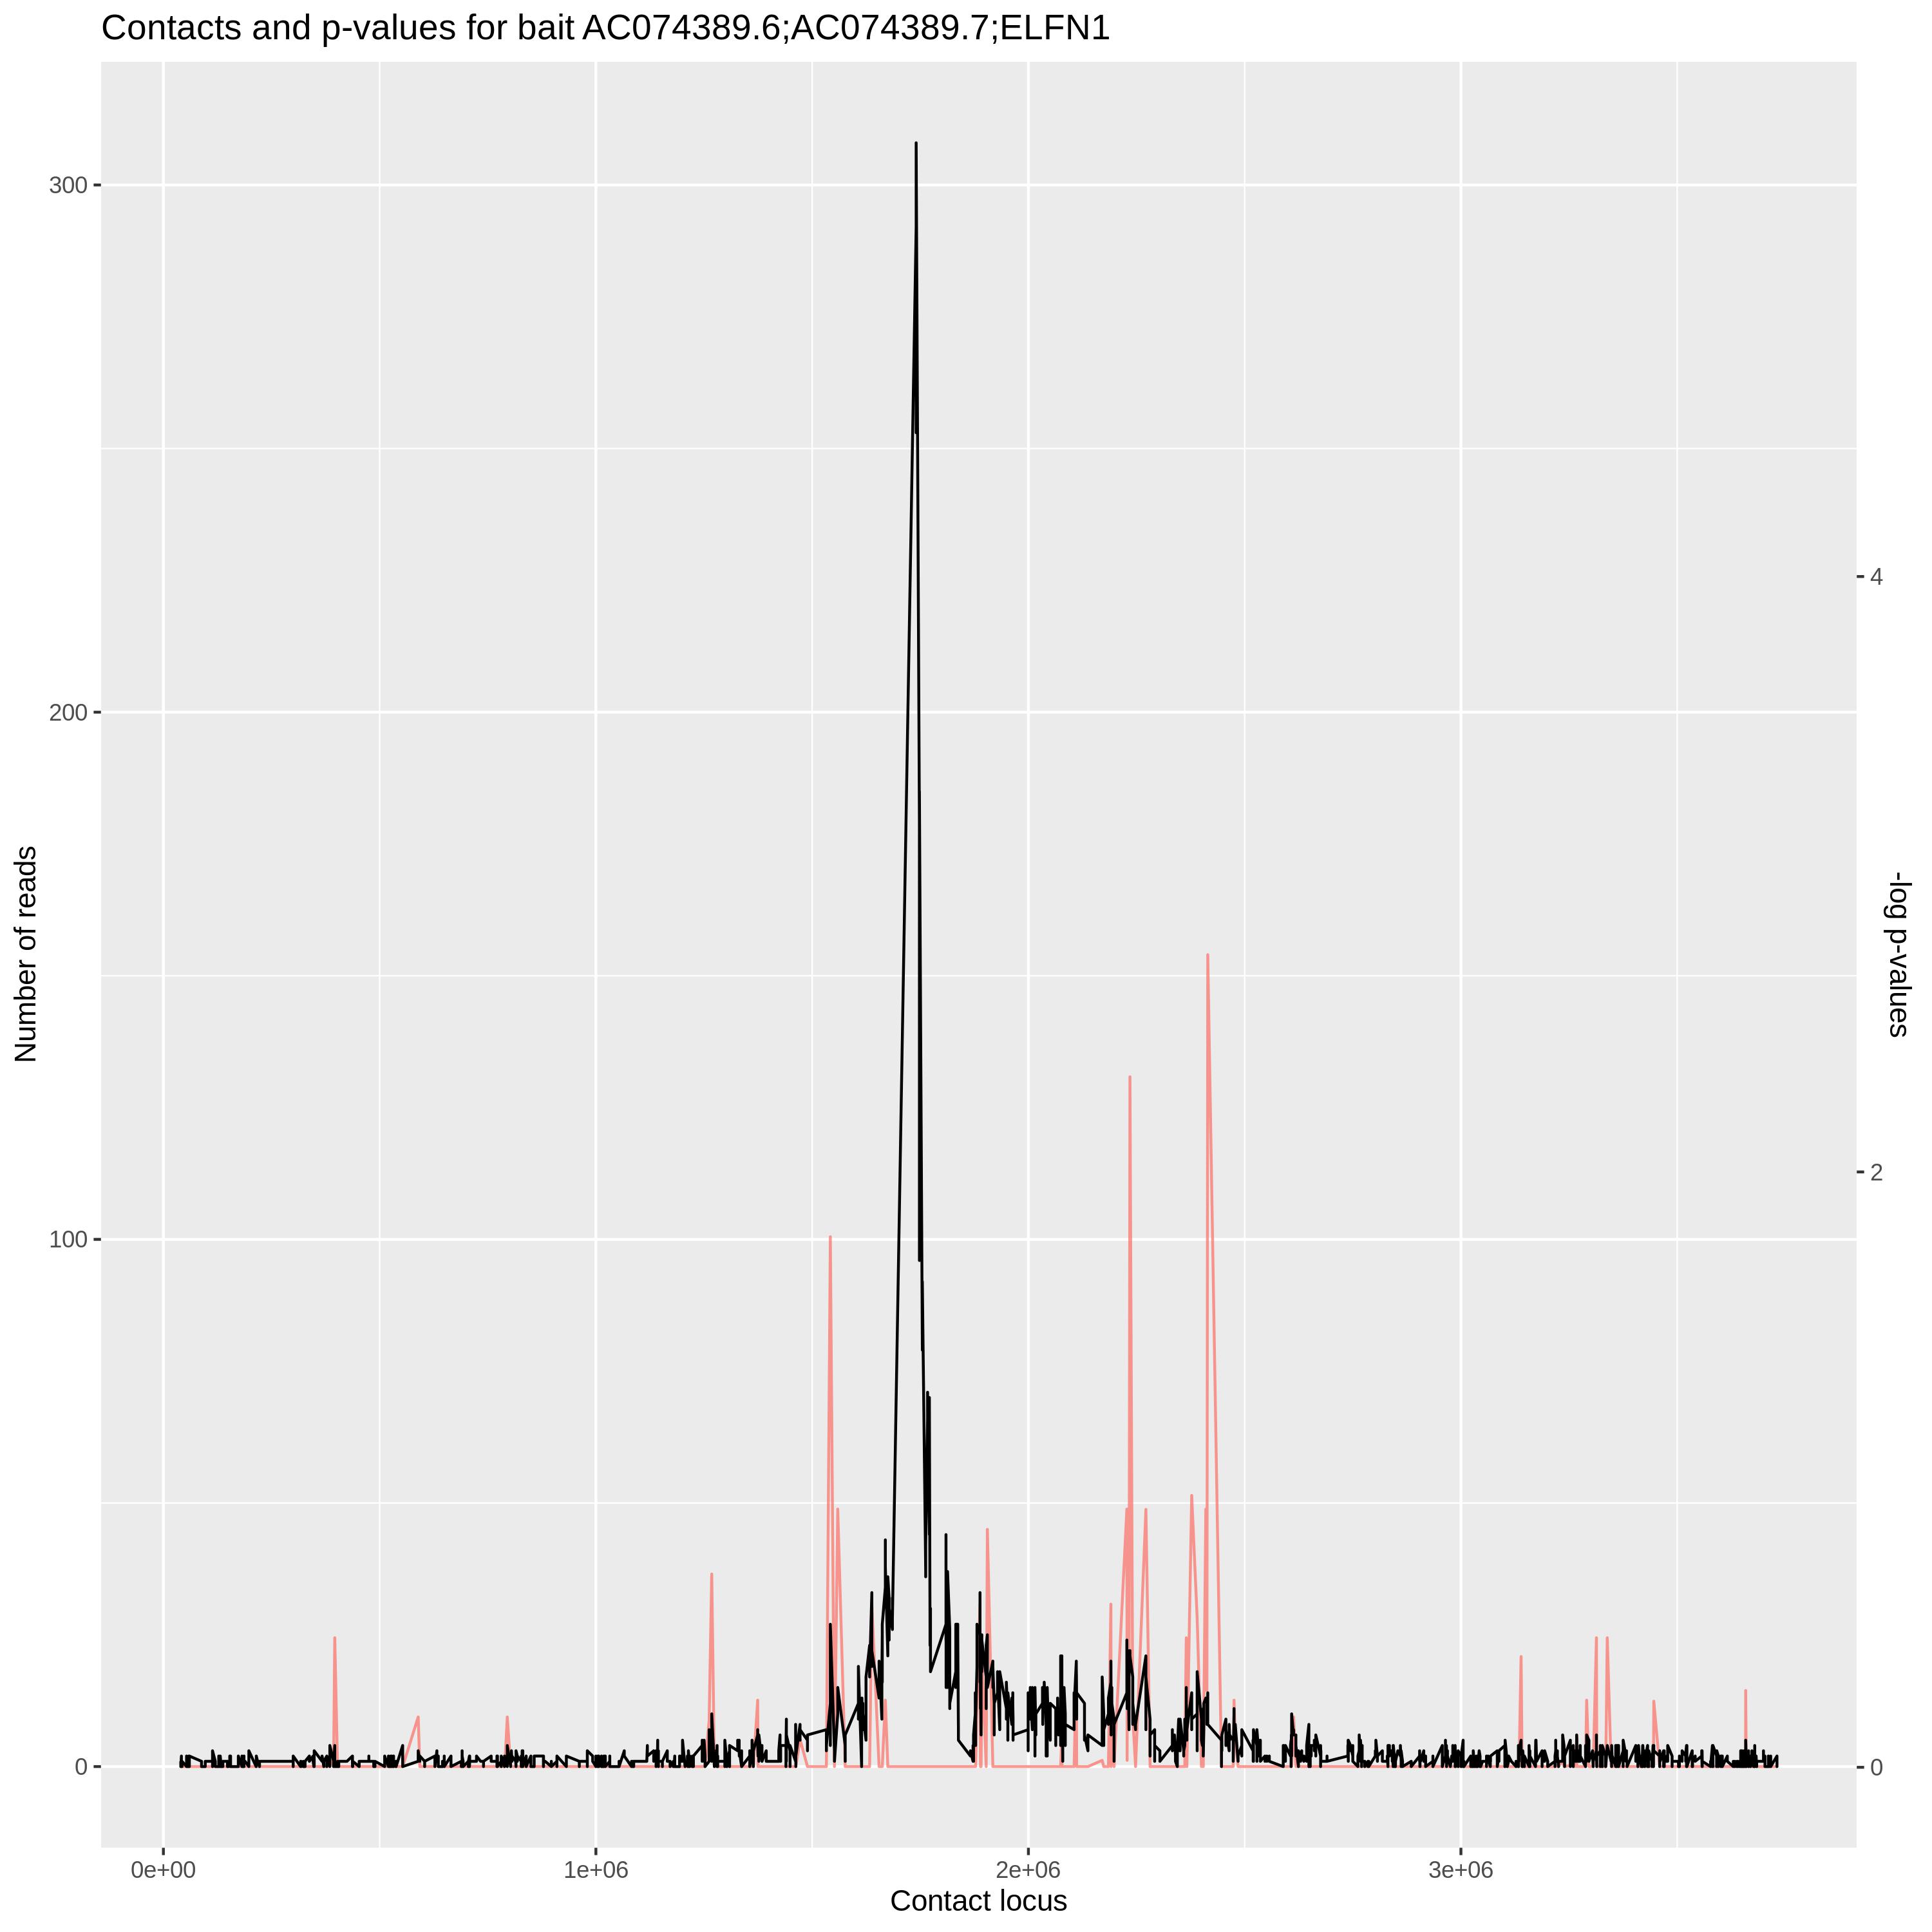 Contacts and p-values for bait AC074389.6;AC074389.7;ELFN1
300
200
100
0
Number of reads
4
2
0
-log p-values
0e+00
1e+06
2e+06
3e+06
Contact locus